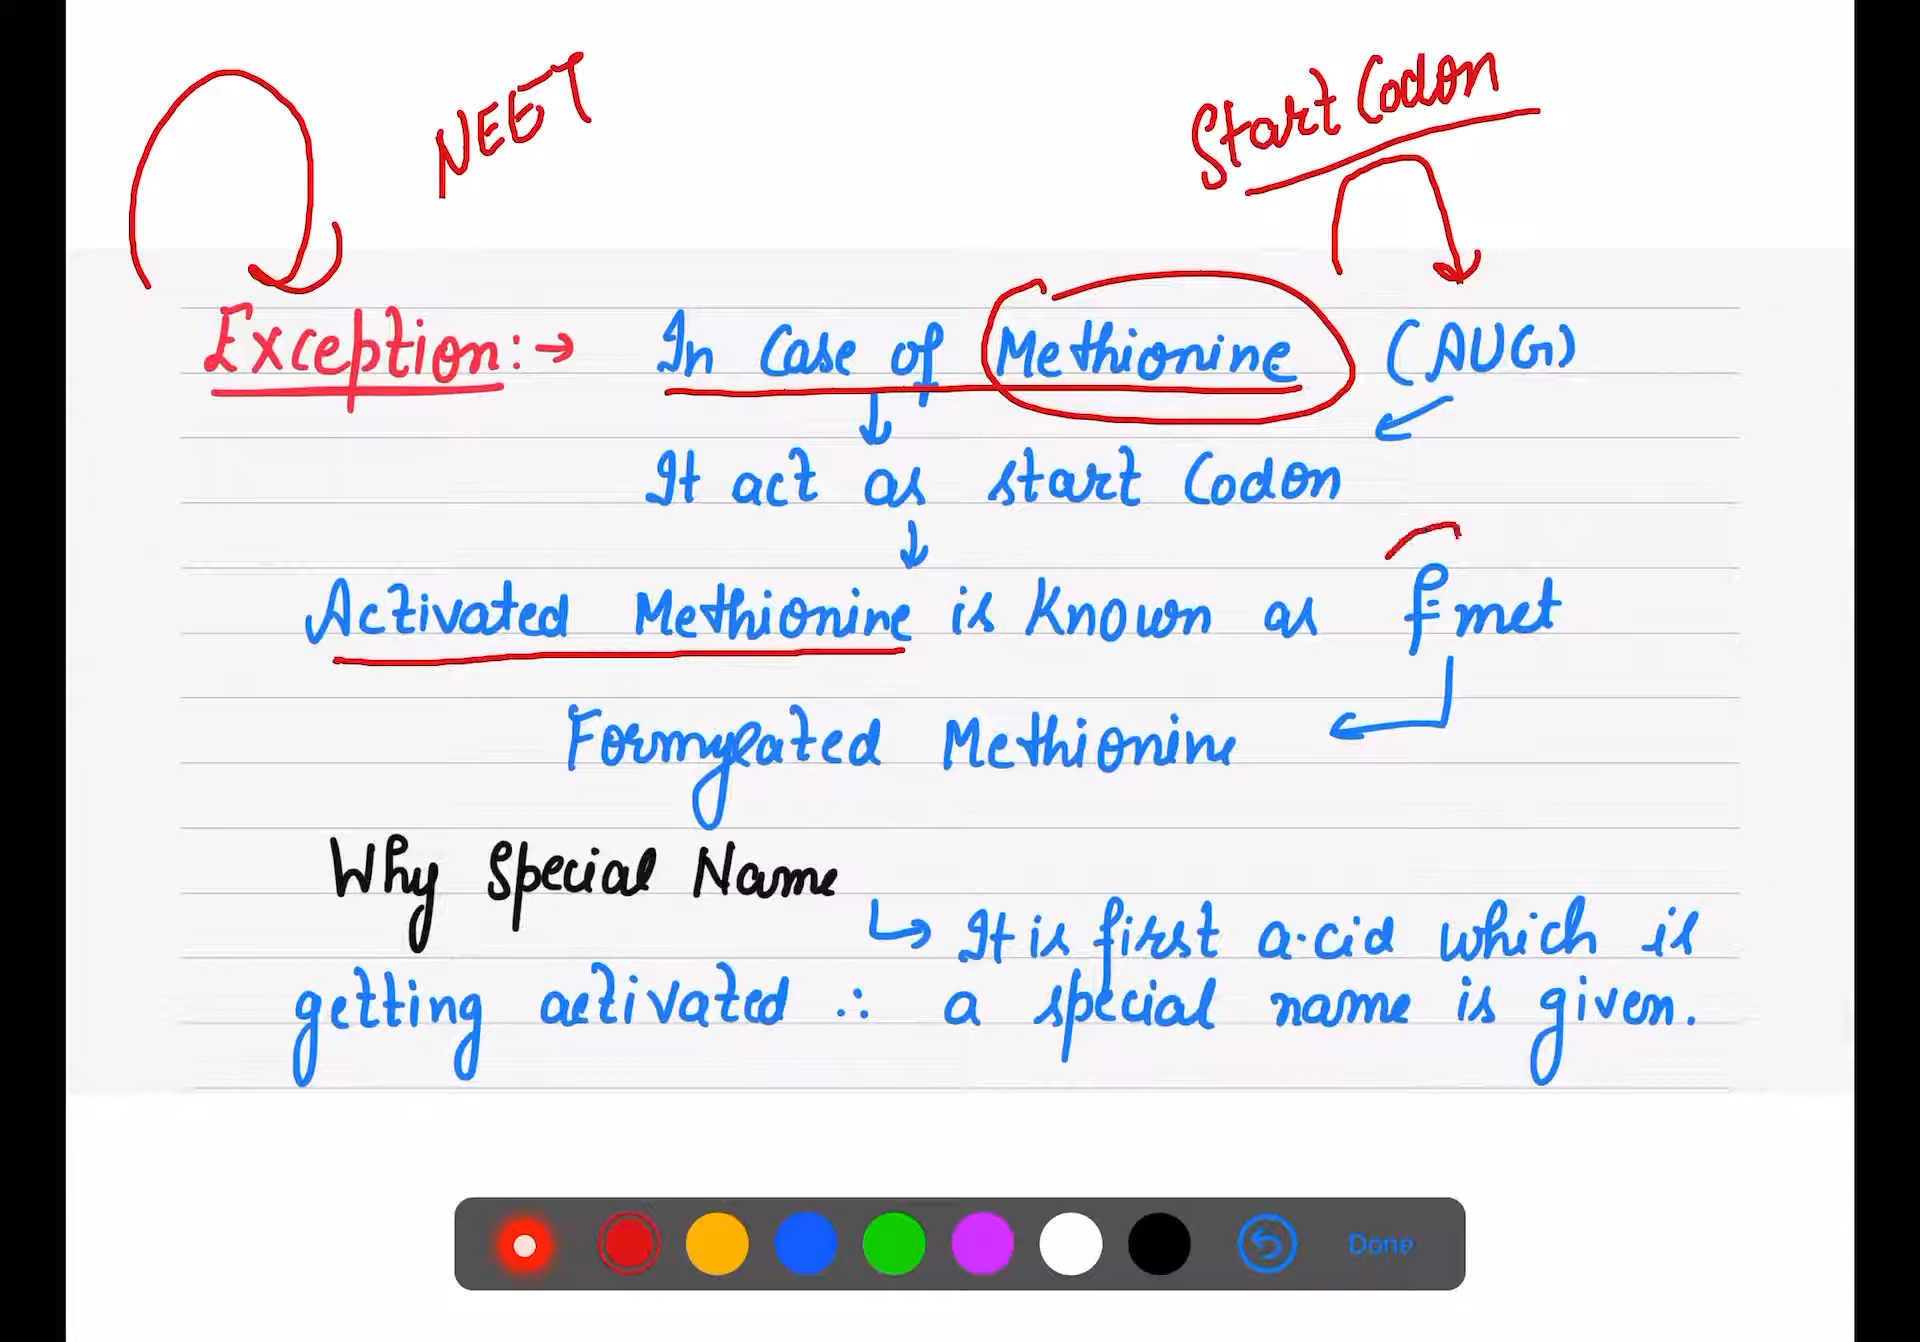 NEET
Start Codon
Exception:→ In Case of Methionine (AUG)
↓
It act as start Codon
↓
Activated Methionine is Known as f-met
Formylated Methionine
Why Special Name
↳ It is first a.cid which is
getting activated ∴ a special name is given.
Done